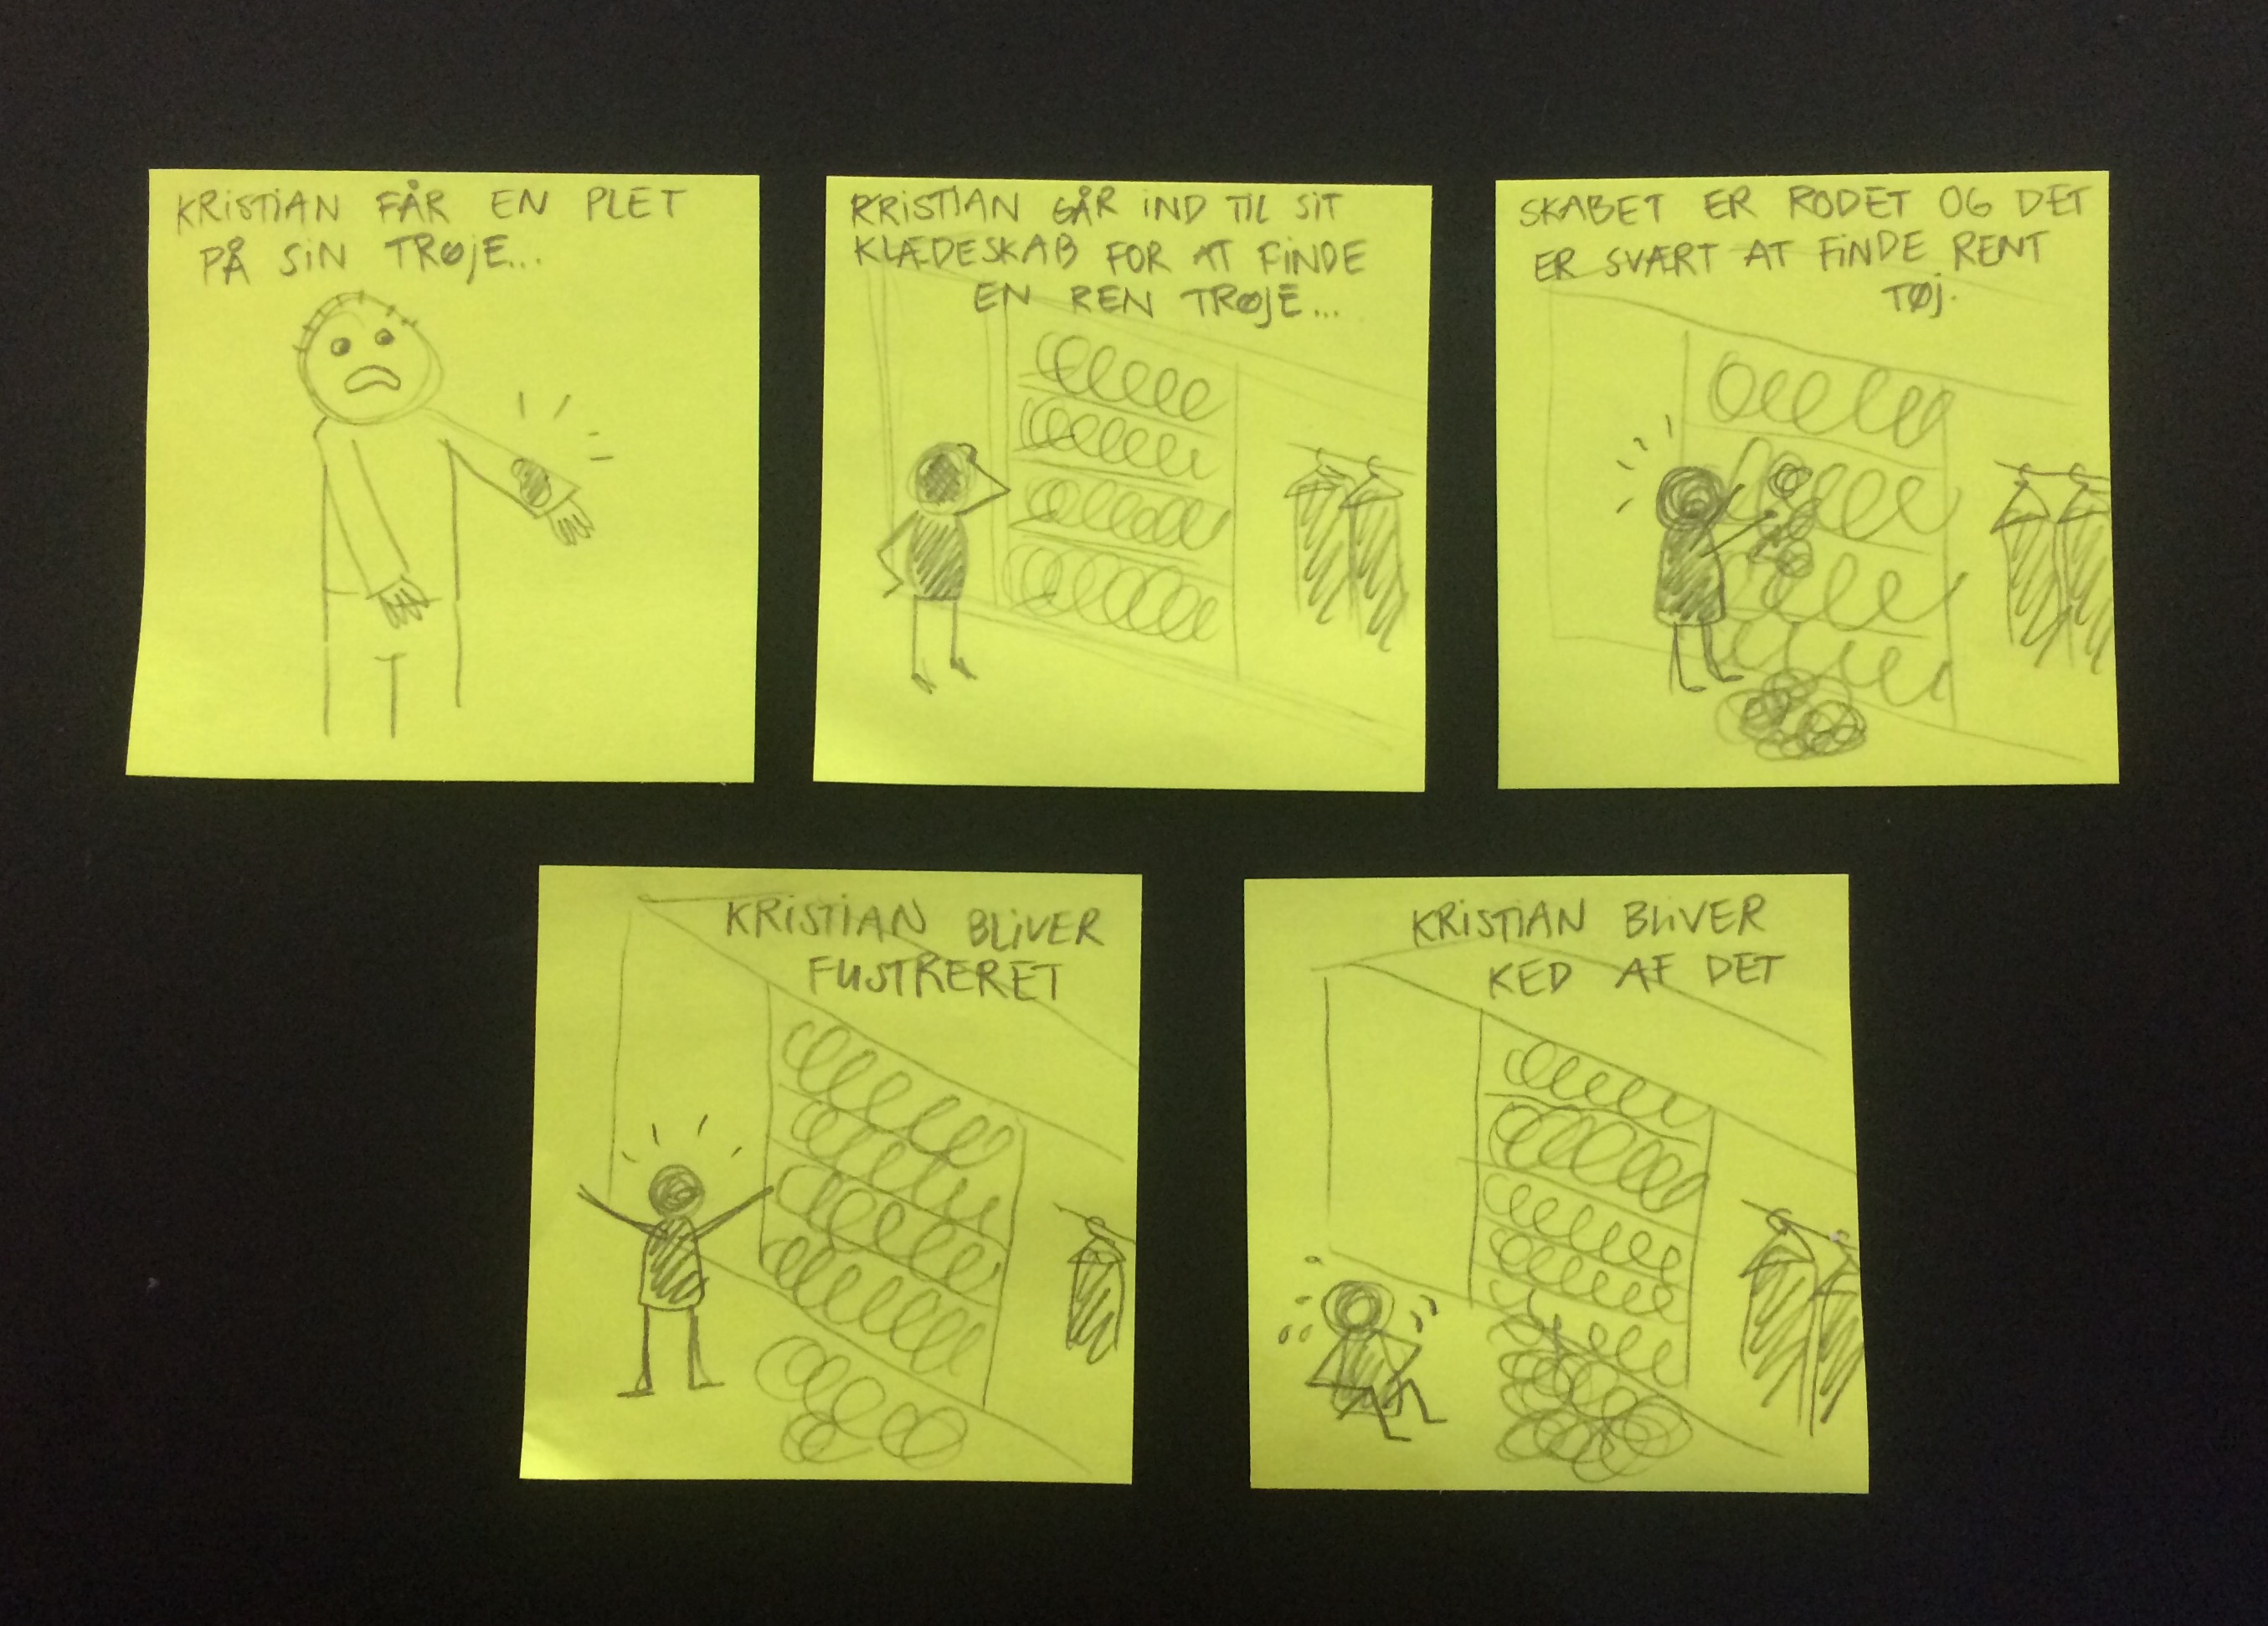 KRISTIAN FÅR EN PLET
PÅ SIN TRØJE...
KRISTIAN GÅR IND TIL SIT
KLÆDESKAB FOR AT FINDE
EN REN TRØJE...
SKABET ER RODET OG DET
ER SVÆRT AT FINDE RENT
TØJ.
KRISTIAN BLIVER
FUSTRERET
KRISTIAN BLIVER
KED AF DET